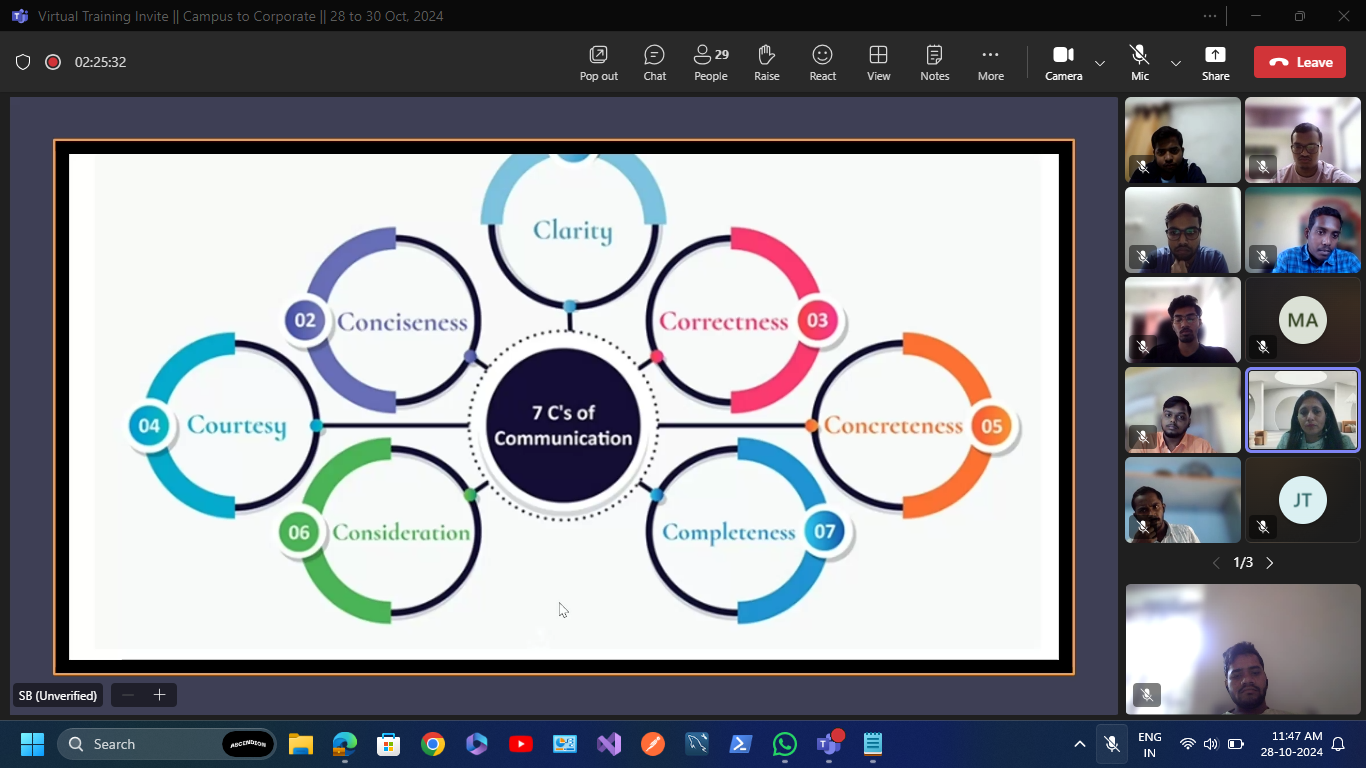 Virtual Training Invite || Campus to Corporate || 28 to 30 Oct, 2024
02:25:32
Pop out
Chat
29
People
Raise
React
View
Notes
More
Camera
Mic
Share
Leave
Clarity
02
Conciseness
Correctness
03
04
Courtesy
7 C's of
Communication
Concreteness
05
06
Consideration
Completeness
07
MA
JT
1/3
SB (Unverified)
Search
ASCENDION
ENG
IN
11:47 AM
28-10-2024